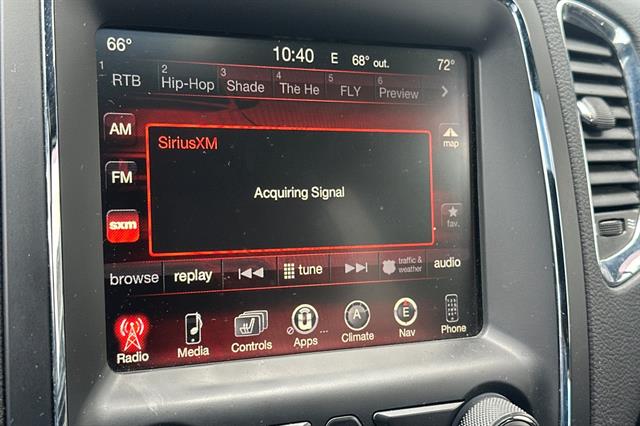 66° 10:40 E 68° out. 72°
1 RTB 2 Hip-Hop 3 Shade 4 The He 5 FLY 6 Preview
AM
SiriusXM
map
FM
Acquiring Signal
sxm
fav.
browse replay tune traffic & weather audio
A E
Radio Media Controls Apps ... Climate Nav Phone